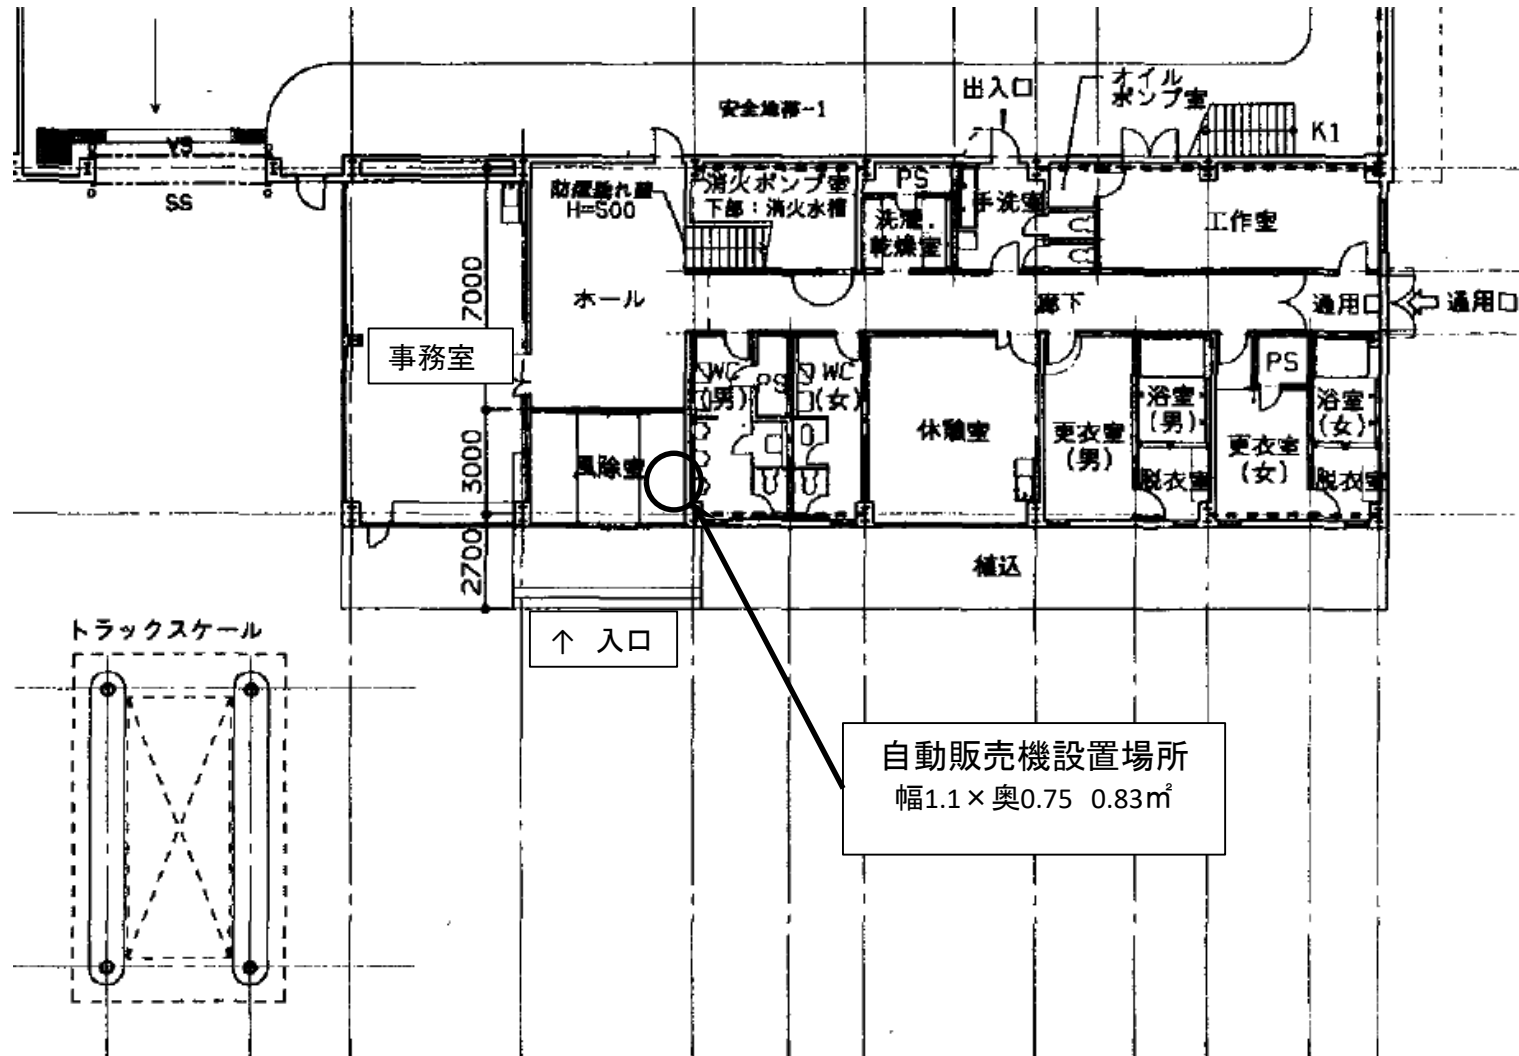 安全地帯-1
出入口
オイル
ポンプ室
K1
VS
SS
防煙垂れ壁
H=500
消火ポンプ室
下部：消火水槽
PS
洗濯・
乾燥室
手洗室
工作室
7000
ホール
廊下
通用口
通用口
事務室
WC
(男)
PS
WC
(女)
休憩室
更衣室
(男)
浴室
(男)
脱衣室
更衣室
(女)
PS
浴室
(女)
脱衣室
3000
風除室
2700
植込
↑ 入口
トラックスケール
自動販売機設置場所
幅1.1×奥0.75 0.83㎡